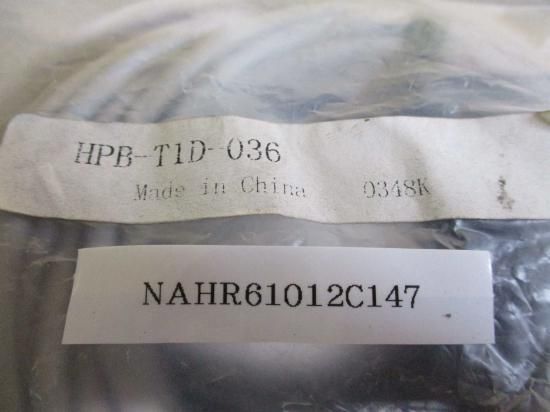 HPB-T1D-036
Made in China 0348K
NAHR61012C147